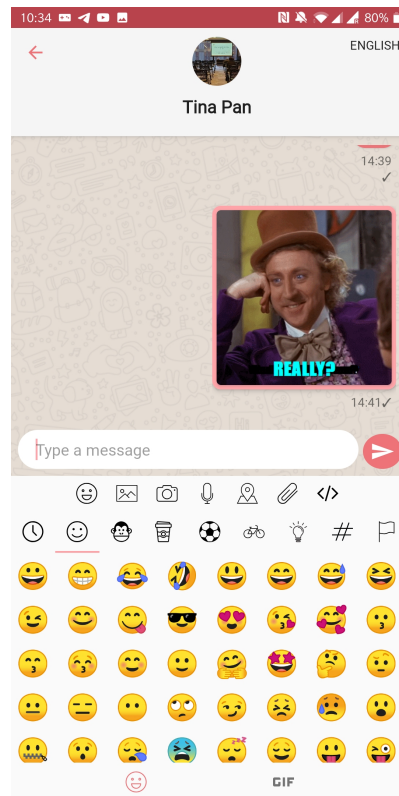 10:34
80%
ENGLISH
Tina Pan
14:39
REALLY?
14:41
Type a message
GIF